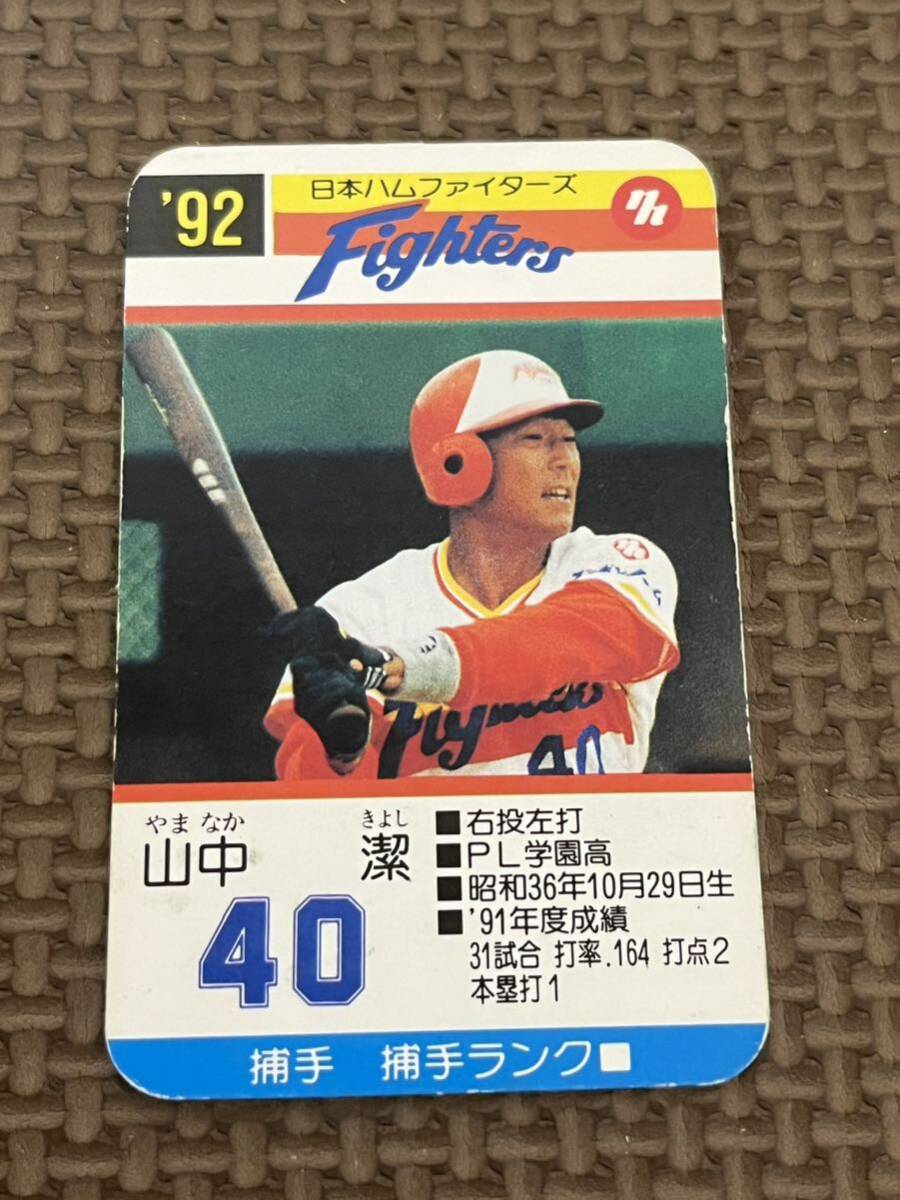 '92
日本ハムファイターズ
nh
Fighters
nh
40
やま なか きよし
山中 潔
40
■右投左打
■PL学園高
■昭和36年10月29日生
■'91年度成績
31試合 打率.164 打点2
本塁打1
捕手 捕手ランク■